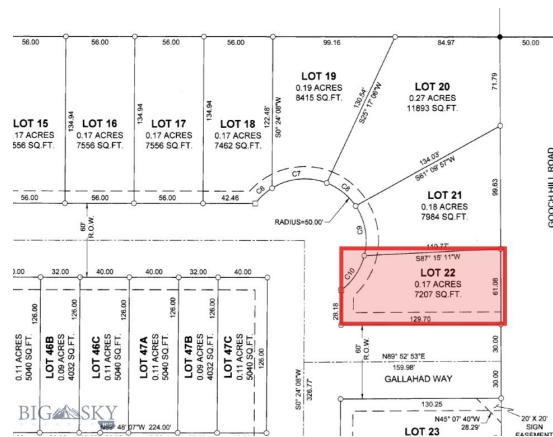 56.00
56.00
56.00
56.00
99.16
84.97
50.00
LOT 15
.17 ACRES
556 SQ.FT.
134.94
LOT 16
0.17 ACRES
7556 SQ.FT.
134.94
LOT 17
0.17 ACRES
7556 SQ.FT.
134.94
LOT 18
0.17 ACRES
7462 SQ.FT.
122.48'
S0° 24' 08"W
LOT 19
0.19 ACRES
8415 SQ.FT.
130.54'
S25° 17' 06"W
LOT 20
0.27 ACRES
11893 SQ.FT.
71.79
134.03'
S61° 09' 57"W
LOT 21
0.18 ACRES
7984 SQ.FT.
99.63
GOOCH HILL ROAD
56.00
56.00
56.00
42.46
C6
C7
C8
C9
C10
RADIUS=50.00'
60'
R.O.W.
110.77'
S87° 15' 11"W
LOT 22
0.17 ACRES
7207 SQ.FT.
61.08
28.18
129.70
0.00
32.00
40.00
40.00
32.00
40.00
0.11 ACRES
5040 SQ.FT.
126.00
LOT 46B
0.09 ACRES
4032 SQ.FT.
126.00
LOT 46C
0.11 ACRES
5040 SQ.FT.
126.00
LOT 47A
0.11 ACRES
5040 SQ.FT.
126.00
LOT 47B
0.09 ACRES
4032 SQ.FT.
126.00
LOT 47C
0.11 ACRES
5040 SQ.FT.
126.00
S0° 24' 08"W
326.77'
60'
R.O.W.
30.00
N89° 52' 53"E
159.98'
GALLAHAD WAY
30.00
130.25
N45° 07' 40"W
28.29'
20' X 20'
SIGN
EASEMENT
LOT 23
BIG SKY
48' 07"W 224.00'